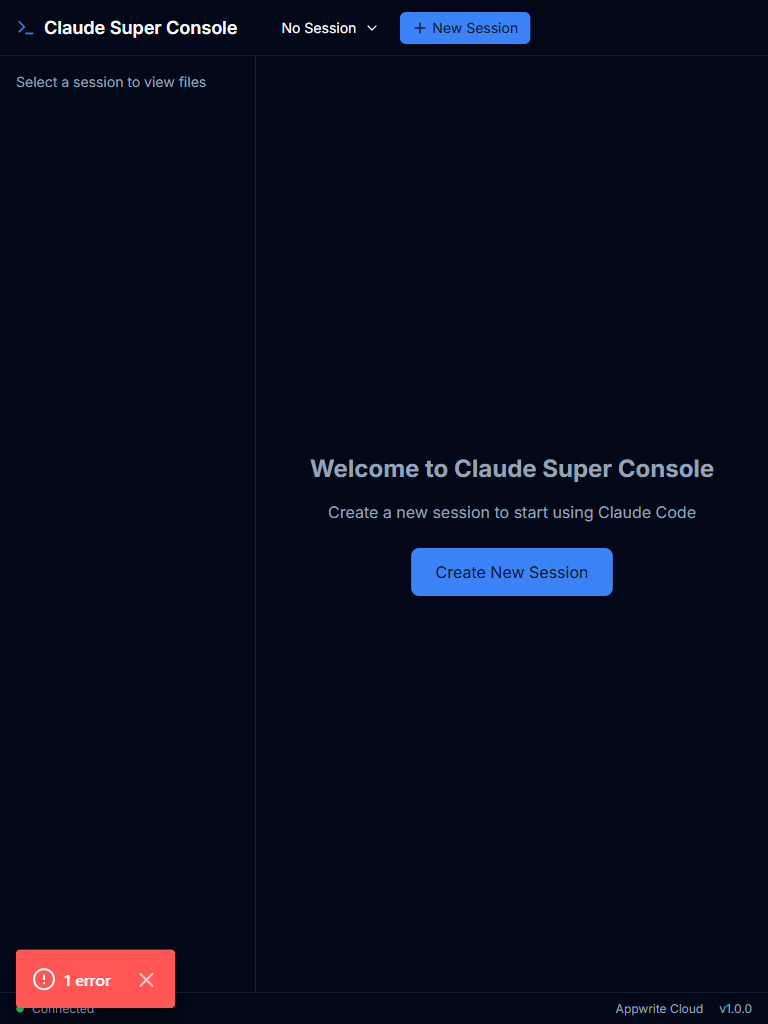 Claude Super Console
No Session
New Session
Select a session to view files
Welcome to Claude Super Console
Create a new session to start using Claude Code
Create New Session
1 error
Connected
Appwrite Cloud
v1.0.0